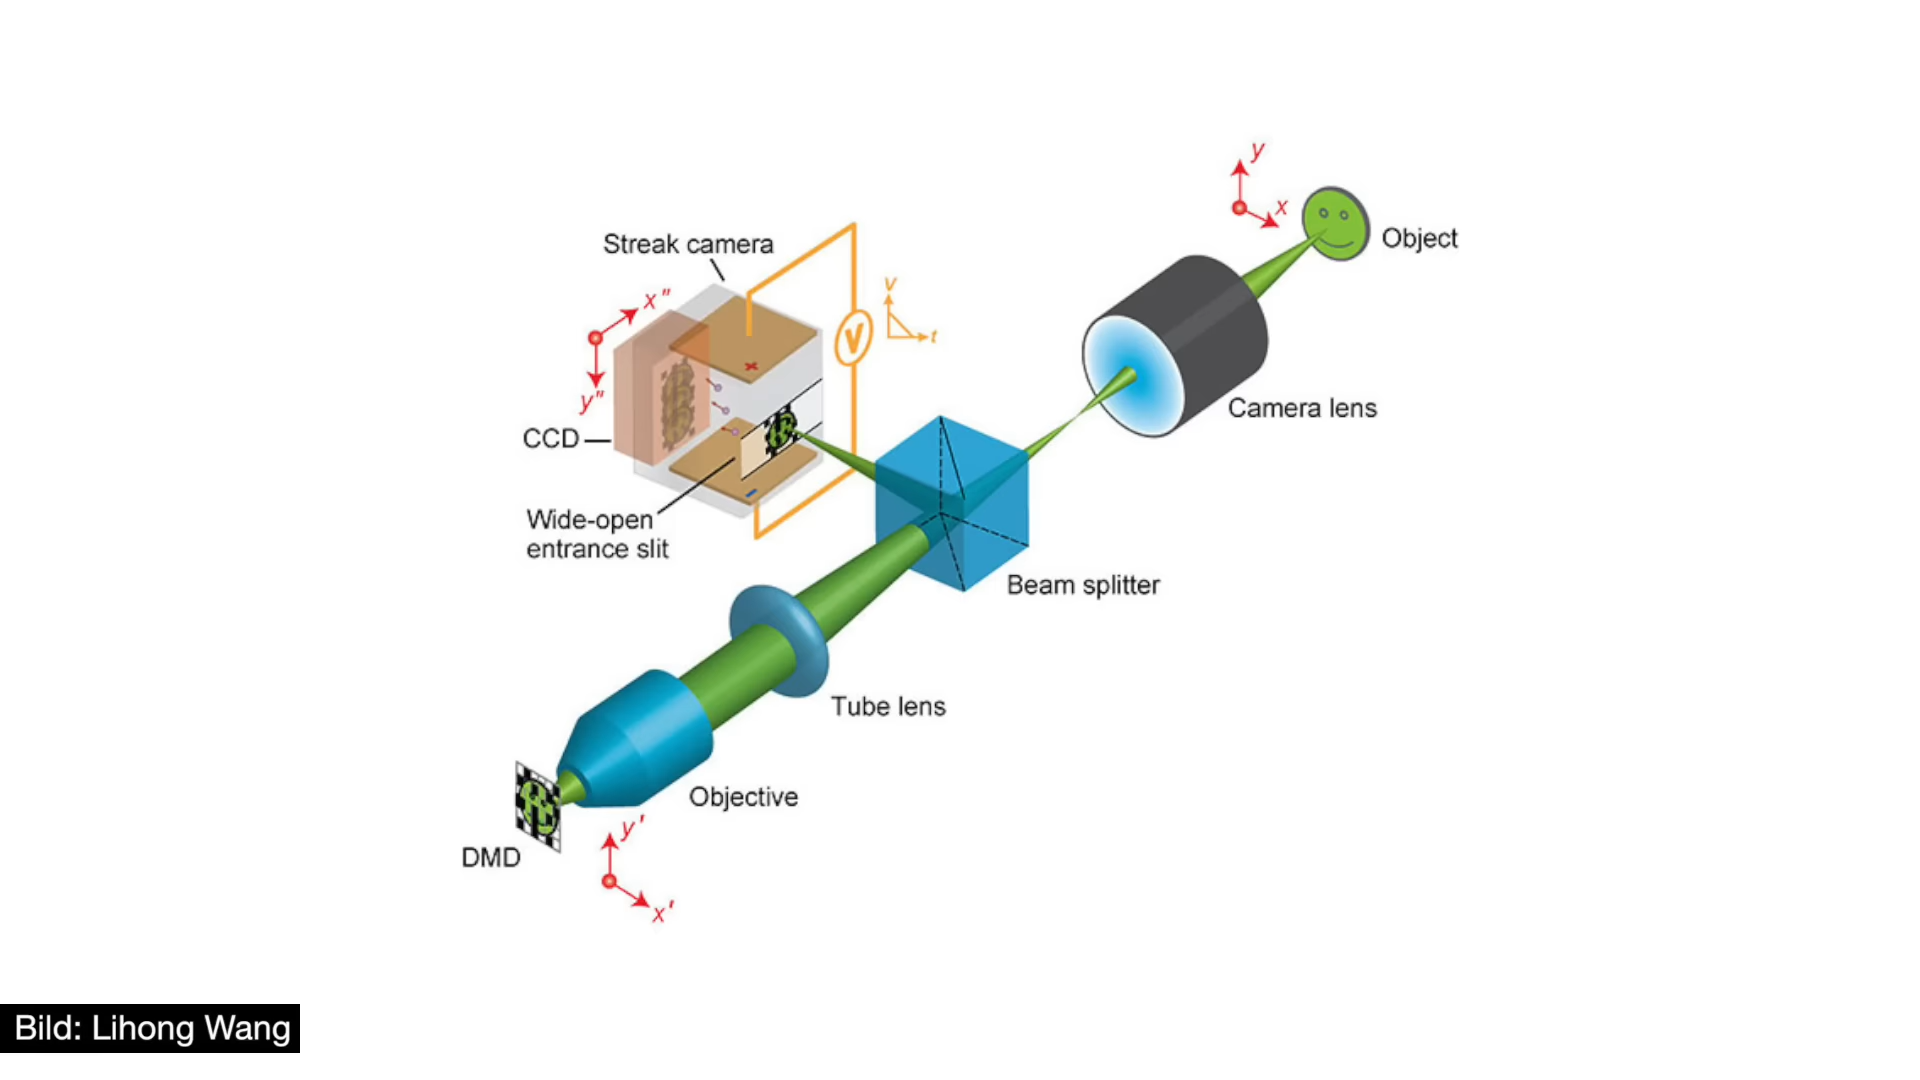 y
x
Object
Streak camera
x"
y"
V
v
t
+
−
CCD
Camera lens
Wide-open
entrance slit
Beam splitter
Tube lens
Objective
DMD
y'
x'
Bild: Lihong Wang